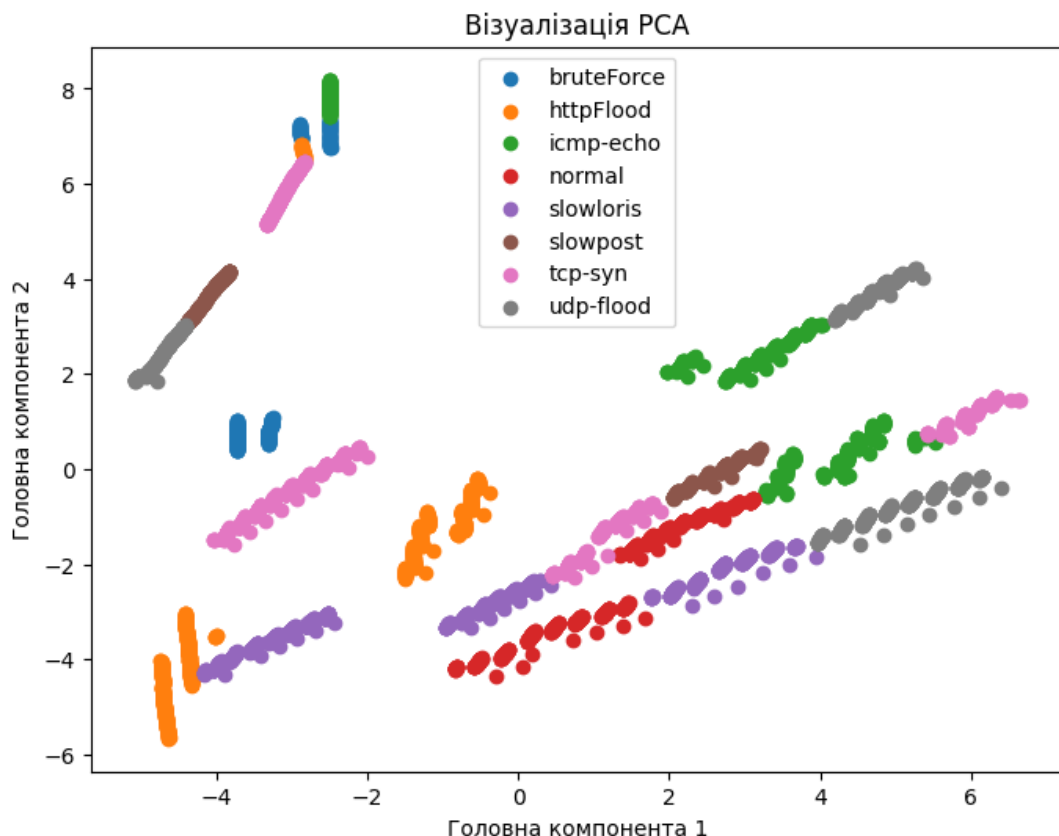 Візуалізація PCA
bruteForce
httpFlood
icmp-echo
normal
slowloris
slowpost
tcp-syn
udp-flood
Головна компонента 2
8
6
4
2
0
−2
−4
−6
−4
−2
0
2
4
6
Головна компонента 1